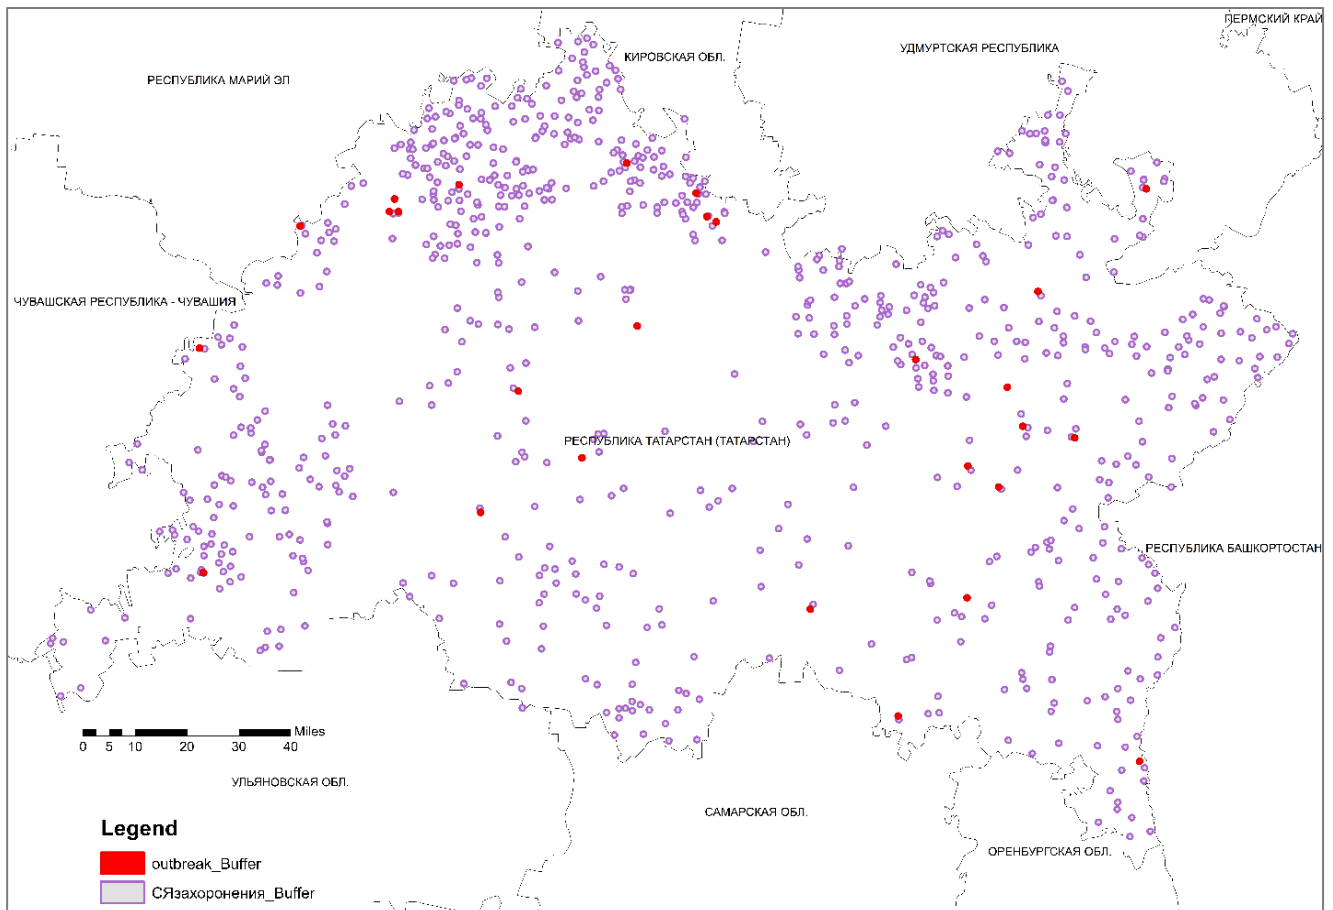 ПЕРМСКИЙ КРАЙ
УДМУРТСКАЯ РЕСПУБЛИКА
КИРОВСКАЯ ОБЛ.
РЕСПУБЛИКА МАРИЙ ЭЛ
ЧУВАШСКАЯ РЕСПУБЛИКА - ЧУВАШИЯ
РЕСПУБЛИКА ТАТАРСТАН (ТАТАРСТАН)
РЕСПУБЛИКА БАШКОРТОСТАН
Miles
0 5 10 20 30 40
УЛЬЯНОВСКАЯ ОБЛ.
САМАРСКАЯ ОБЛ.
ОРЕНБУРГСКАЯ ОБЛ.
Legend
outbreak_Buffer
СЯзахоронения_Buffer